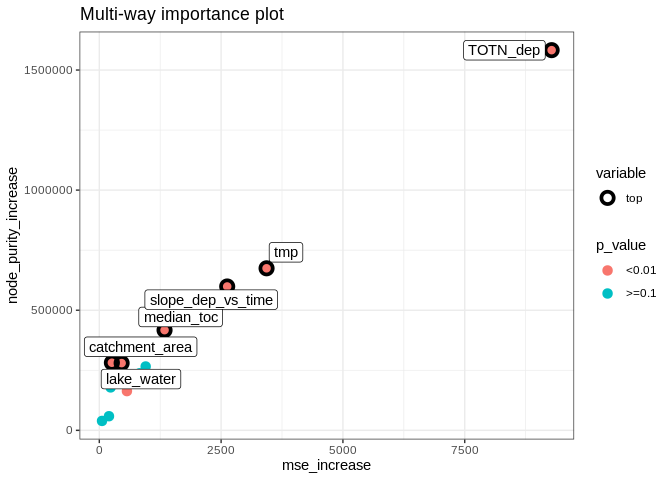 Multi-way importance plot
TOTN_dep
1500000
variable
top
1000000
node_purity_increase
tmp
p_value
<0.01
>=0.1
slope_dep_vs_time
500000
median_toc
catchment_area
lake_water
0
0 2500 5000 7500
mse_increase